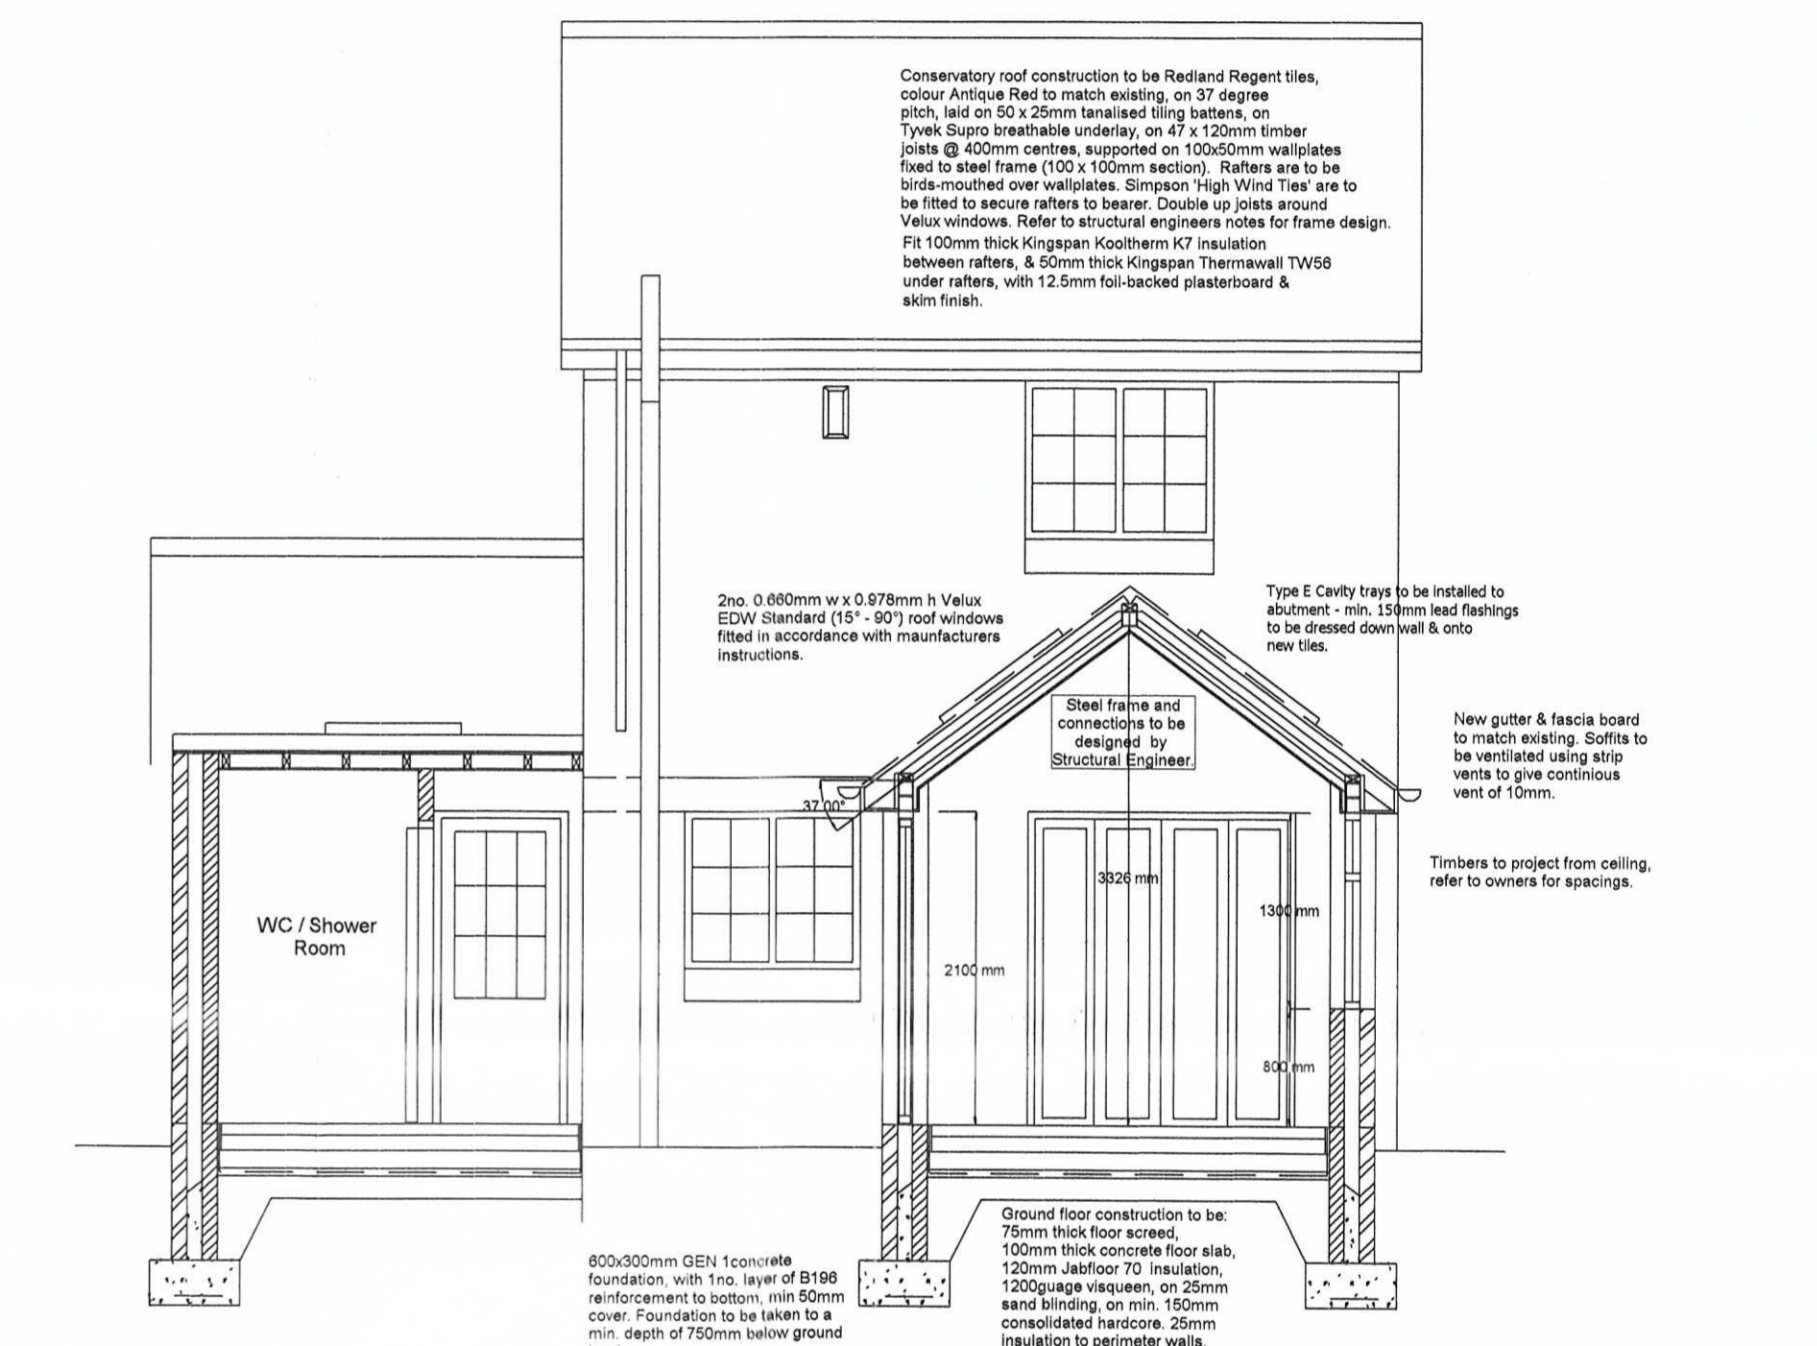 Conservatory roof construction to be Redland Regent tiles,
colour Antique Red to match existing, on 37 degree
pitch, laid on 50 x 25mm tanalised tiling battens, on
Tyvek Supro breathable underlay, on 47 x 120mm timber
joists @ 400mm centres, supported on 100x50mm wallplates
fixed to steel frame (100 x 100mm section). Rafters are to be
birds-mouthed over wallplates. Simpson 'High Wind Ties' are to
be fitted to secure rafters to bearer. Double up joists around
Velux windows. Refer to structural engineers notes for frame design.
Fit 100mm thick Kingspan Kooltherm K7 insulation
between rafters, & 50mm thick Kingspan Thermawall TW56
under rafters, with 12.5mm foil-backed plasterboard &
skim finish.
2no. 0.660mm w x 0.978mm h Velux
EDW Standard (15° - 90°) roof windows
fitted in accordance with maunfacturers
instructions.
Type E Cavity trays to be installed to
abutment - min. 150mm lead flashings
to be dressed down wall & onto
new tiles.
Steel frame and
connections to be
designed by
Structural Engineer.
New gutter & fascia board
to match existing. Soffits to
be ventilated using strip
vents to give continious
vent of 10mm.
37.00°
Timbers to project from ceiling,
refer to owners for spacings.
3326 mm
1300 mm
WC / Shower
Room
2100 mm
800 mm
600x300mm GEN 1concrete
foundation, with 1no. layer of B196
reinforcement to bottom, min 50mm
cover. Foundation to be taken to a
min. depth of 750mm below ground
Ground floor construction to be:
75mm thick floor screed,
100mm thick concrete floor slab,
120mm Jabfloor 70 insulation,
1200guage visqueen, on 25mm
sand blinding, on min. 150mm
consolidated hardcore. 25mm
insulation to perimeter walls.